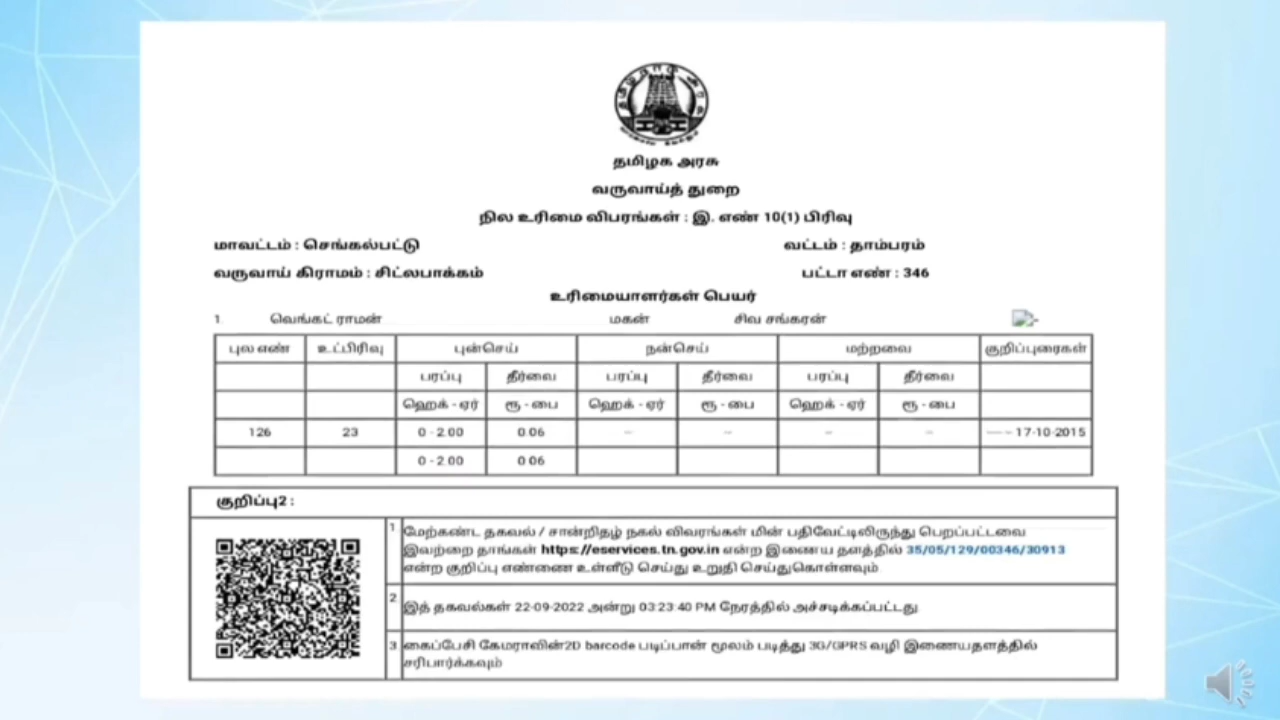 தமிழக அரசு
வருவாய்த் துறை
நில உரிமை விபரங்கள் : இ. எண் 10(1) பிரிவு
மாவட்டம் : செங்கல்பட்டு வட்டம் : தாம்பரம்
வருவாய் கிராமம் : சிட்லபாக்கம் பட்டா எண் : 346
உரிமையாளர்கள் பெயர்
1 வெங்கட் ராமன் மகன் சிவ சங்கரன் -
புல எண் உட்பிரிவு புன்செய் நன்செய் மற்றவை குறிப்புரைகள்
பரப்பு தீர்வை பரப்பு தீர்வை பரப்பு தீர்வை
ஹெக் - ஏர் ரூ - பை ஹெக் - ஏர் ரூ - பை ஹெக் - ஏர் ரூ - பை
126 23 0 - 2.00 0.06 -- -- -- -- ---- - 17-10-2015
0 - 2.00 0.06
குறிப்பு2 :
1 மேற்கண்ட தகவல் / சான்றிதழ் நகல் விவரங்கள் மின் பதிவேட்டிலிருந்து பெறப்பட்டவை
இவற்றை தாங்கள் https://eservices.tn.gov.in என்ற இணைய தளத்தில் 35/05/129/00346/30913
என்ற குறிப்பு எண்ணை உள்ளீடு செய்து உறுதி செய்துகொள்ளவும்
2 இத் தகவல்கள் 22-09-2022 அன்று 03:23:40 PM நேரத்தில் அச்சடிக்கப்பட்டது
3 கைப்பேசி கேமராவின்2D barcode படிப்பான் மூலம் படித்து 3G/GPRS வழி இணையதளத்தில்
சரிபார்க்கவும்